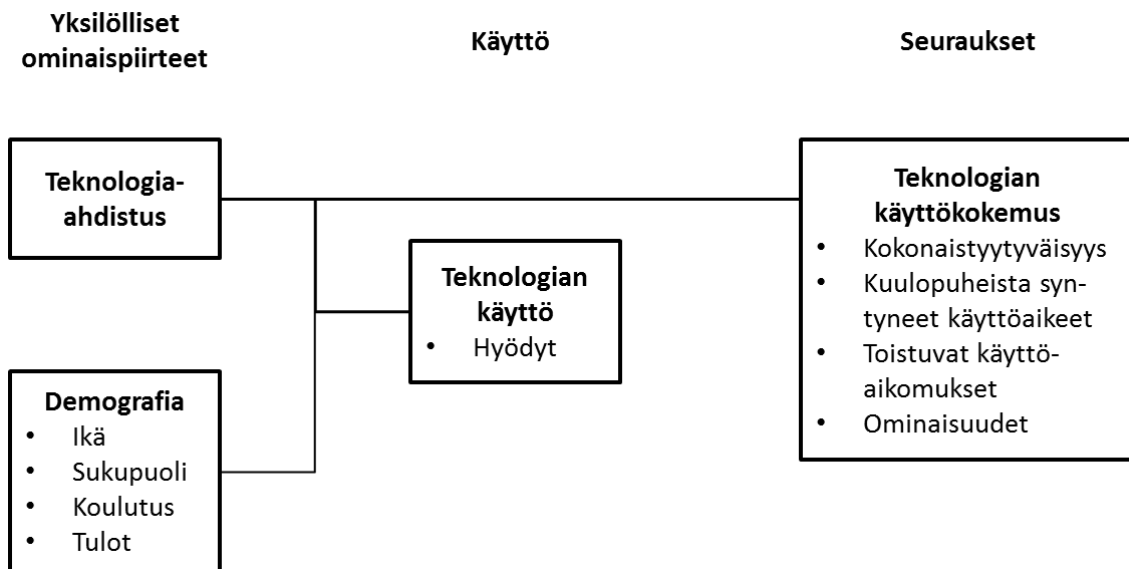 Yksilölliset
ominaispiirteet
Käyttö
Seuraukset
Teknologia-
ahdistus
Teknologian
käyttö
• Hyödyt
Teknologian
käyttökokemus
• Kokonaistyytyväisyys
• Kuulopuheista syn-
tyneet käyttöaikeet
• Toistuvat käyttö-
aikomukset
• Ominaisuudet
Demografia
• Ikä
• Sukupuoli
• Koulutus
• Tulot